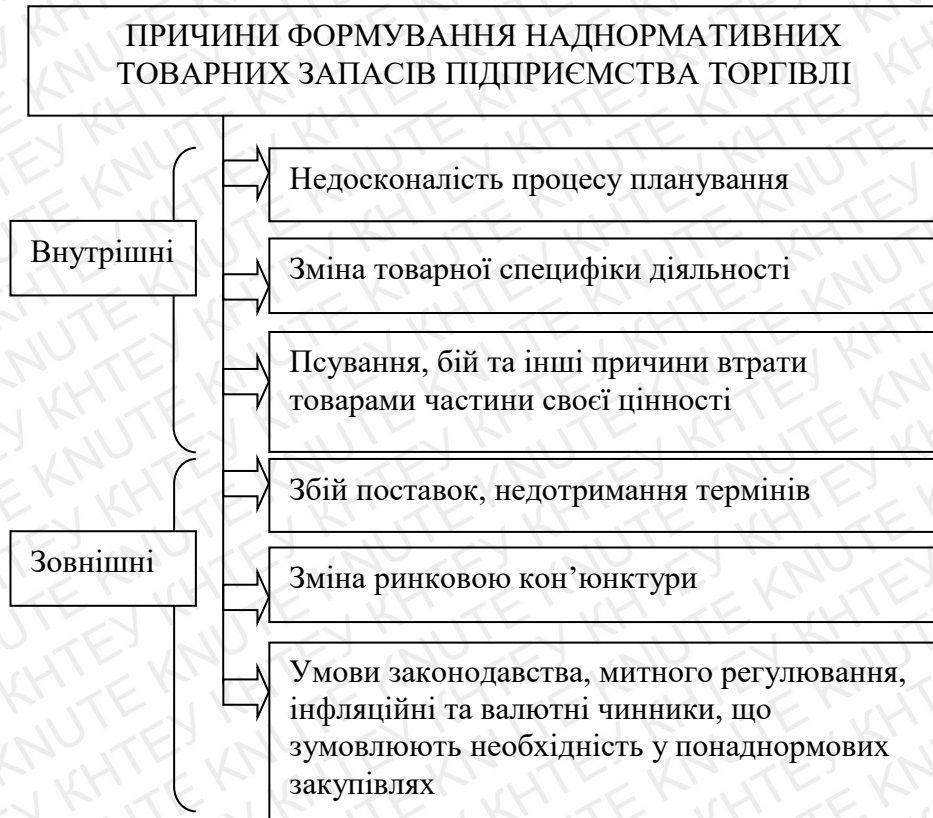 ПРИЧИНИ ФОРМУВАННЯ НАДНОРМАТИВНИХ
ТОВАРНИХ ЗАПАСІВ ПІДПРИЄМСТВА ТОРГІВЛІ
Внутрішні
Недосконалість процесу планування
Зміна товарної специфіки діяльності
Псування, бій та інші причини втрати
товарами частини своєї цінності
Зовнішні
Збій поставок, недотримання термінів
Зміна ринковою кон’юнктури
Умови законодавства, митного регулювання,
інфляційні та валютні чинники, що
зумовлюють необхідність у понаднормових
закупівлях